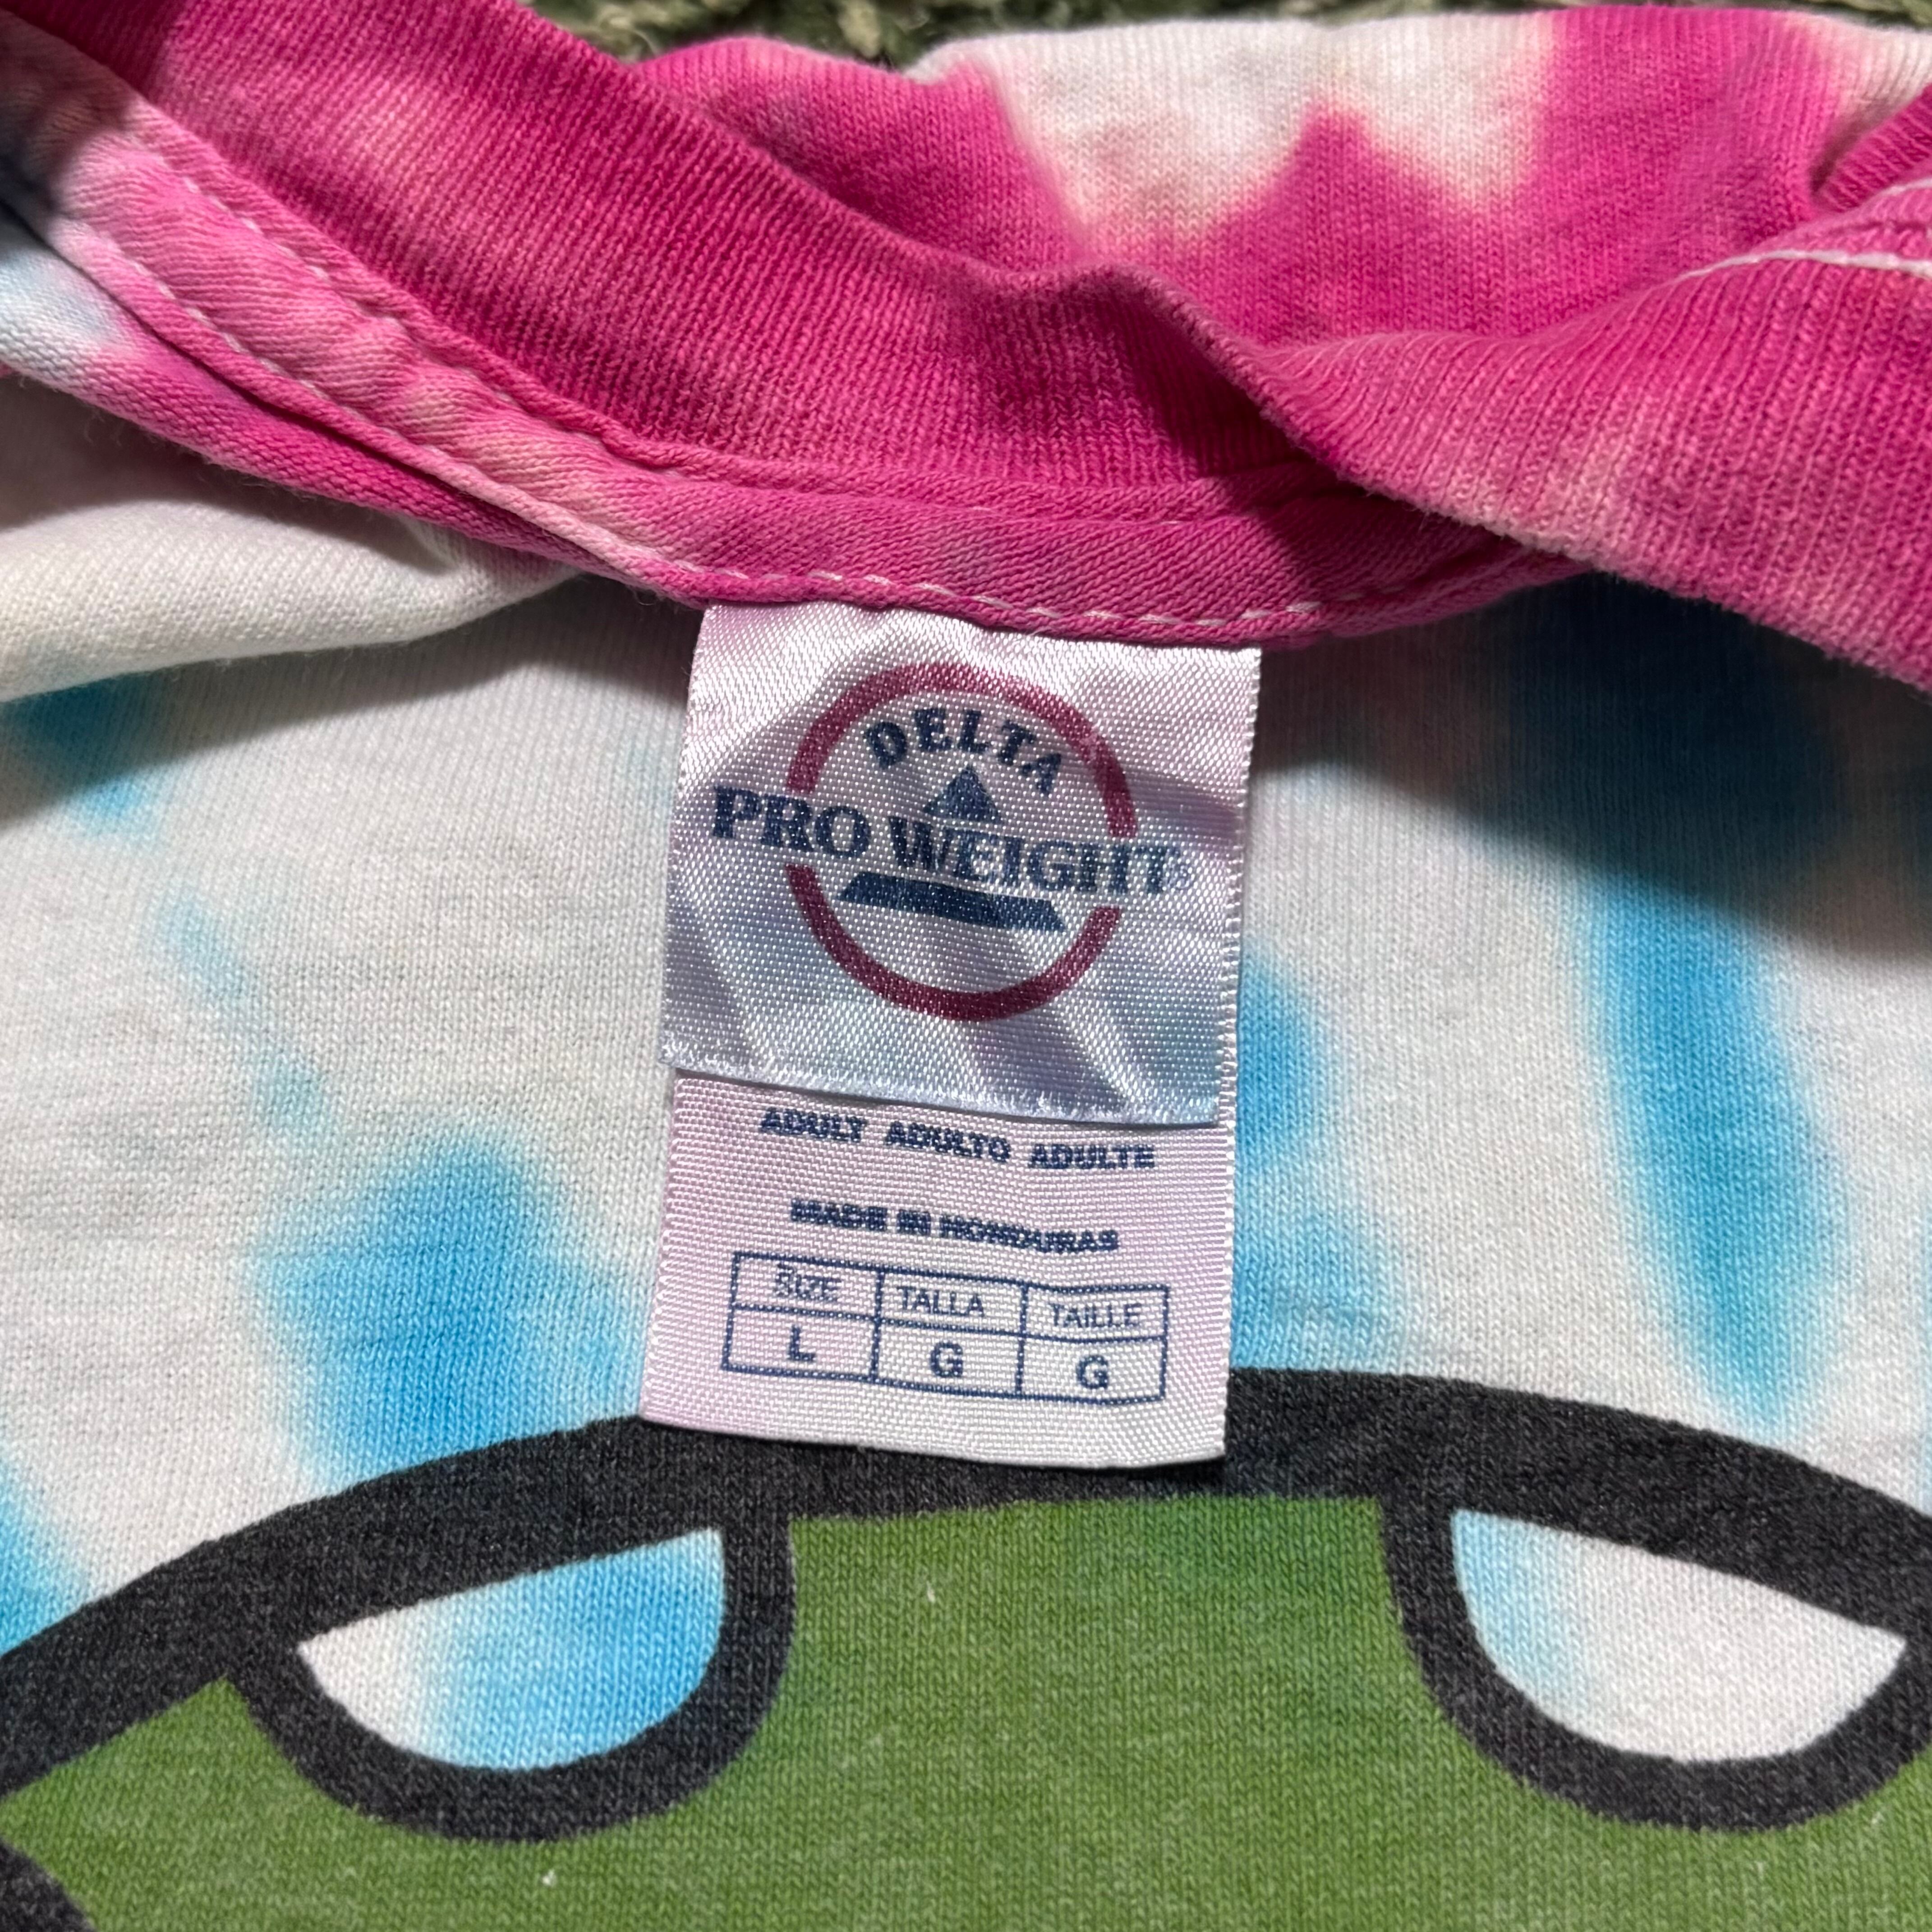 DELTA
PRO WEIGHT®
ADULT ADULTO ADULTE
MADE IN HONDURAS
SIZE TALLA TAILLE
L G G